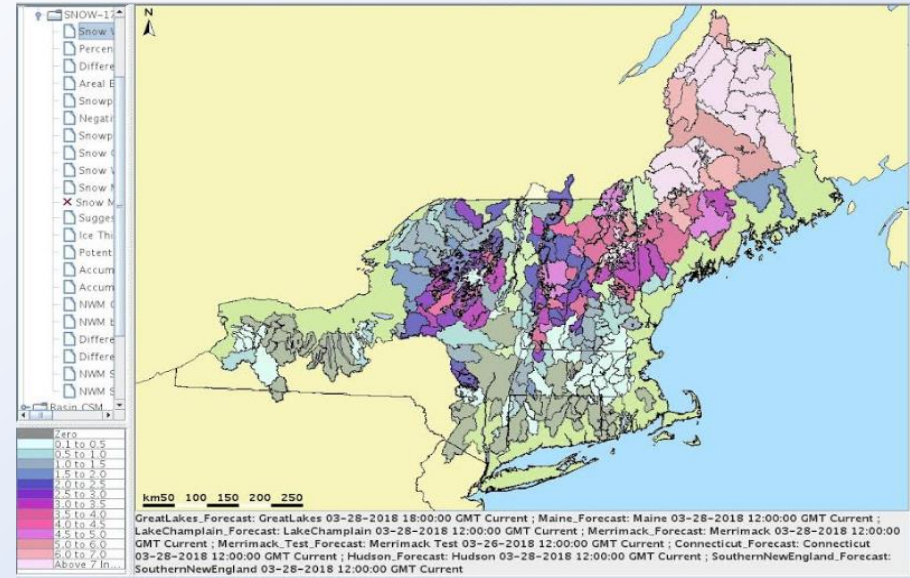 SNOW-17
Snow
Percen
Differe
Areal E
Snowp
Negati
Snowp
Snow
Snow
Snow M
Snow M
Sugges
Ice Thi
Potent
Accum
Accum
NWM
NWM
Differe
Differe
NWM S
NWM S
Basin CSM
N
Zero
0.1 to 0.5
0.5 to 1.0
1.0 to 1.5
1.5 to 2.0
2.0 to 2.5
2.5 to 3.0
3.0 to 3.5
3.5 to 4.0
4.0 to 4.5
4.5 to 5.0
5.0 to 6.0
6.0 to 7.0
Above 7 In...
km50 100 150 200 250
GreatLakes_Forecast: GreatLakes 03-28-2018 18:00:00 GMT Current ; Maine_Forecast: Maine 03-28-2018 12:00:00 GMT Current ;
LakeChamplain_Forecast: LakeChamplain 03-28-2018 12:00:00 GMT Current ; Merrimack_Forecast: Merrimack 03-28-2018 12:00:00
GMT Current ; Merrimack_Test_Forecast: Merrimack Test 03-26-2018 12:00:00 GMT Current ; Connecticut_Forecast: Connecticut
03-28-2018 12:00:00 GMT Current ; Hudson_Forecast: Hudson 03-28-2018 12:00:00 GMT Current ; SouthernNewEngland_Forecast:
SouthernNewEngland 03-28-2018 12:00:00 GMT Current